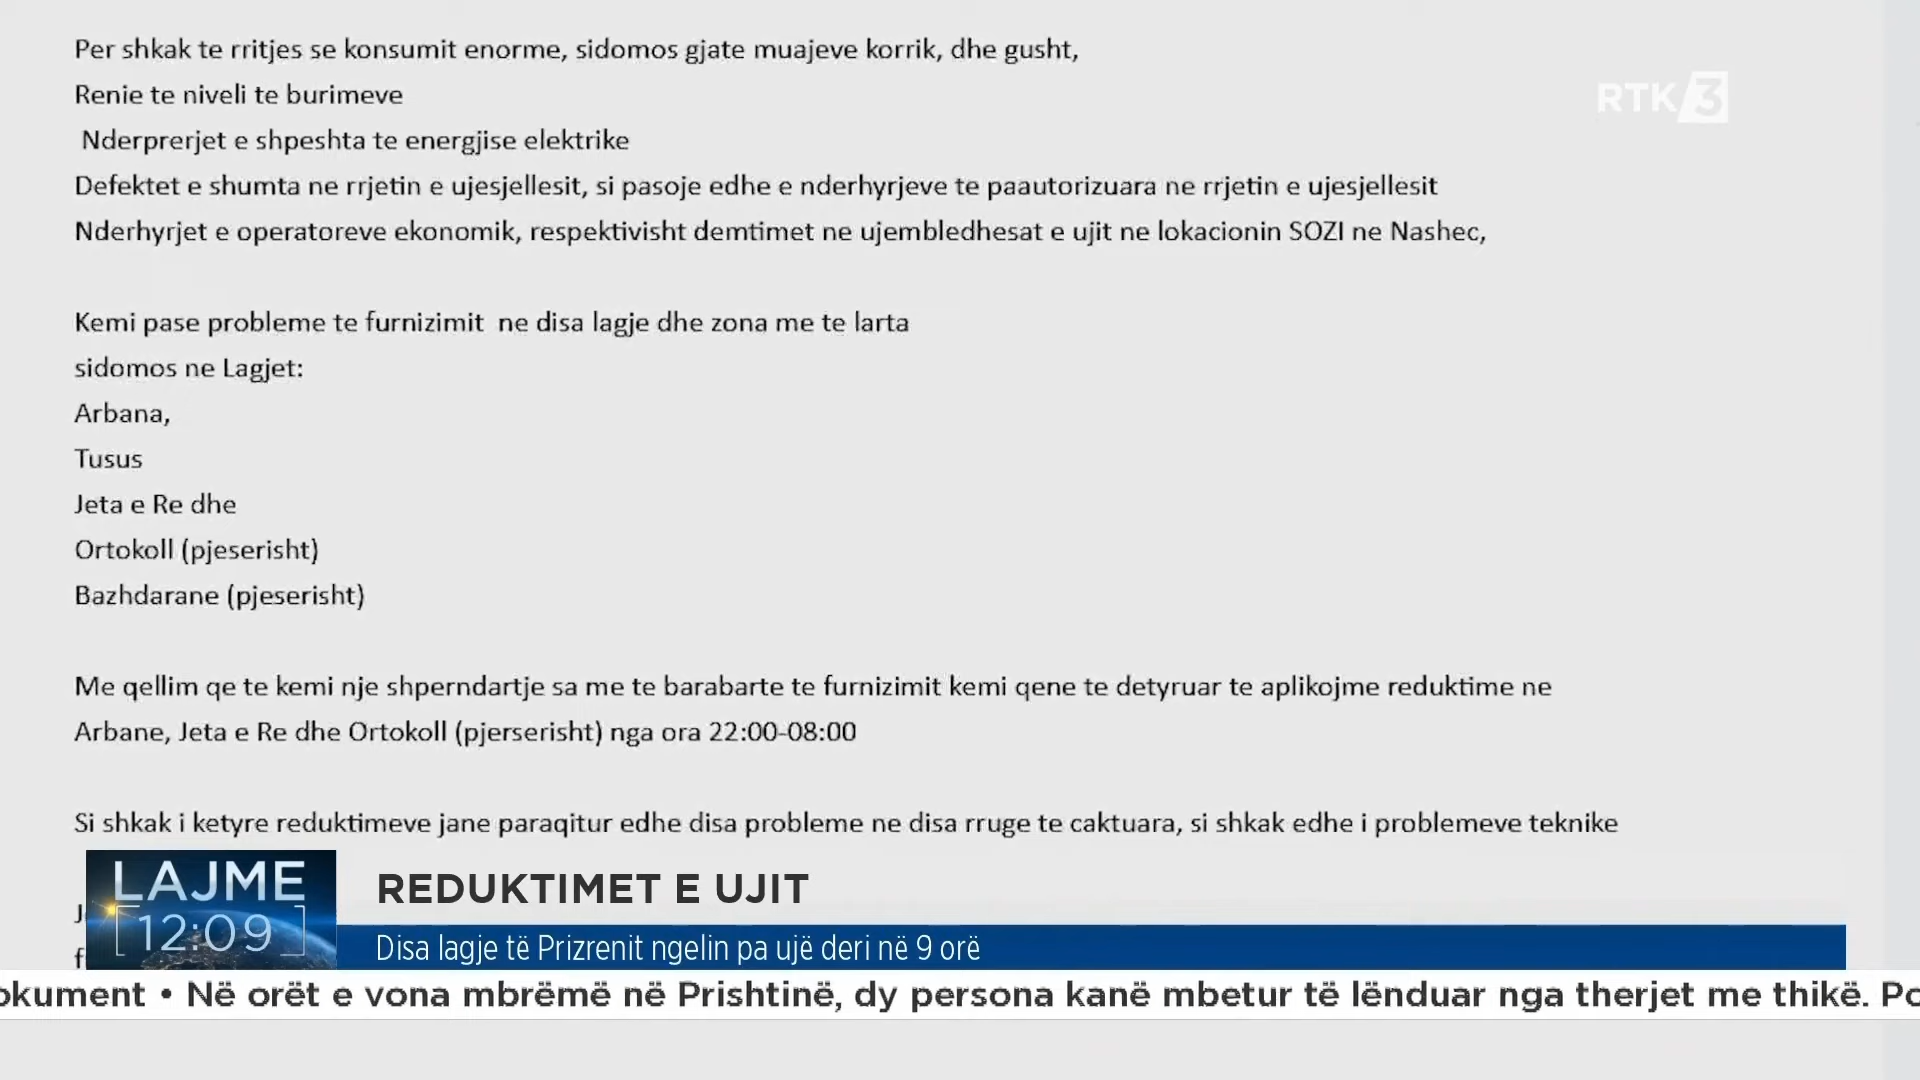 Per shkak te rritjes se konsumit enorme, sidomos gjate muajeve korrik, dhe gusht,
RTK 3
Renie te niveli te burimeve
Nderprerjet e shpeshta te energjise elektrike
Defektet e shumta ne rrjetin e ujesjellesit, si pasoje edhe e nderhyrjeve te paautorizuara ne rrjetin e ujesjellesit
Nderhyrjet e operatoreve ekonomik, respektivisht demtimet ne ujembledhesat e ujit ne lokacionin SOZI ne Nashec,
Kemi pase probleme te furnizimit ne disa lagje dhe zona me te larta
sidomos ne Lagjet:
Arbana,
Tusus
Jeta e Re dhe
Ortokoll (pjeserisht)
Bazhdarane (pjeserisht)
Me qellim qe te kemi nje shperndartje sa me te barabarte te furnizimit kemi qene te detyruar te aplikojme reduktime ne
Arbane, Jeta e Re dhe Ortokoll (pjerserisht) nga ora 22:00-08:00
Si shkak i ketyre reduktimeve jane paraqitur edhe disa probleme ne disa rruge te caktuara, si shkak edhe i problemeve teknike
LAJME
12:09
REDUKTIMET E UJIT
Disa lagje të Prizrenit ngelin pa ujë deri në 9 orë
okument • Në orët e vona mbrëmë në Prishtinë, dy persona kanë mbetur të lënduar nga therjet me thikë. Po